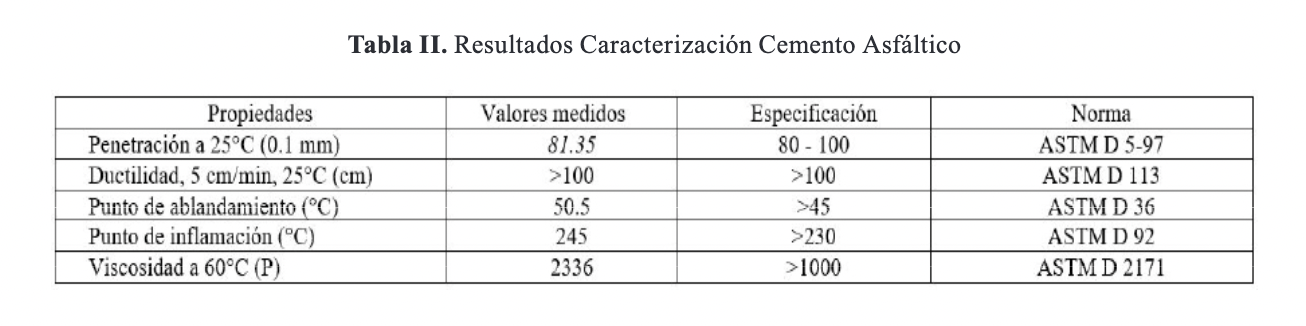 Tabla II. Resultados Caracterización Cemento Asfáltico
Propiedades Valores medidos Especificación Norma
Penetración a 25°C (0.1 mm) 81.35 80 - 100 ASTM D 5-97
Ductilidad, 5 cm/min, 25°C (cm) >100 >100 ASTM D 113
Punto de ablandamiento (°C) 50.5 >45 ASTM D 36
Punto de inflamación (°C) 245 >230 ASTM D 92
Viscosidad a 60°C (P) 2336 >1000 ASTM D 2171